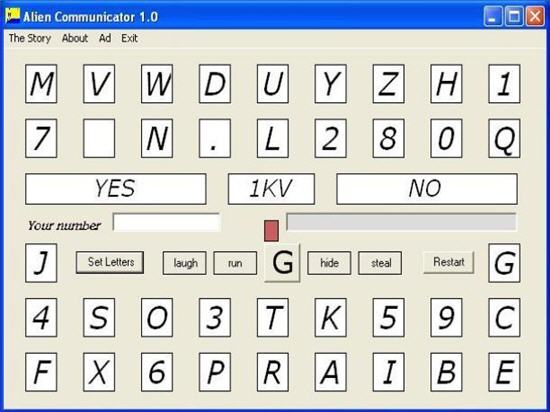 Alien Communicator 1.0
The Story About Ad Exit
M V W D U Y Z H 1
7 N . L 2 8 0 Q
YES 1KV NO
Your number
J Set Letters laugh run G hide steal Restart G
4 S O 3 T K 5 9 C
F X 6 P R A I B E